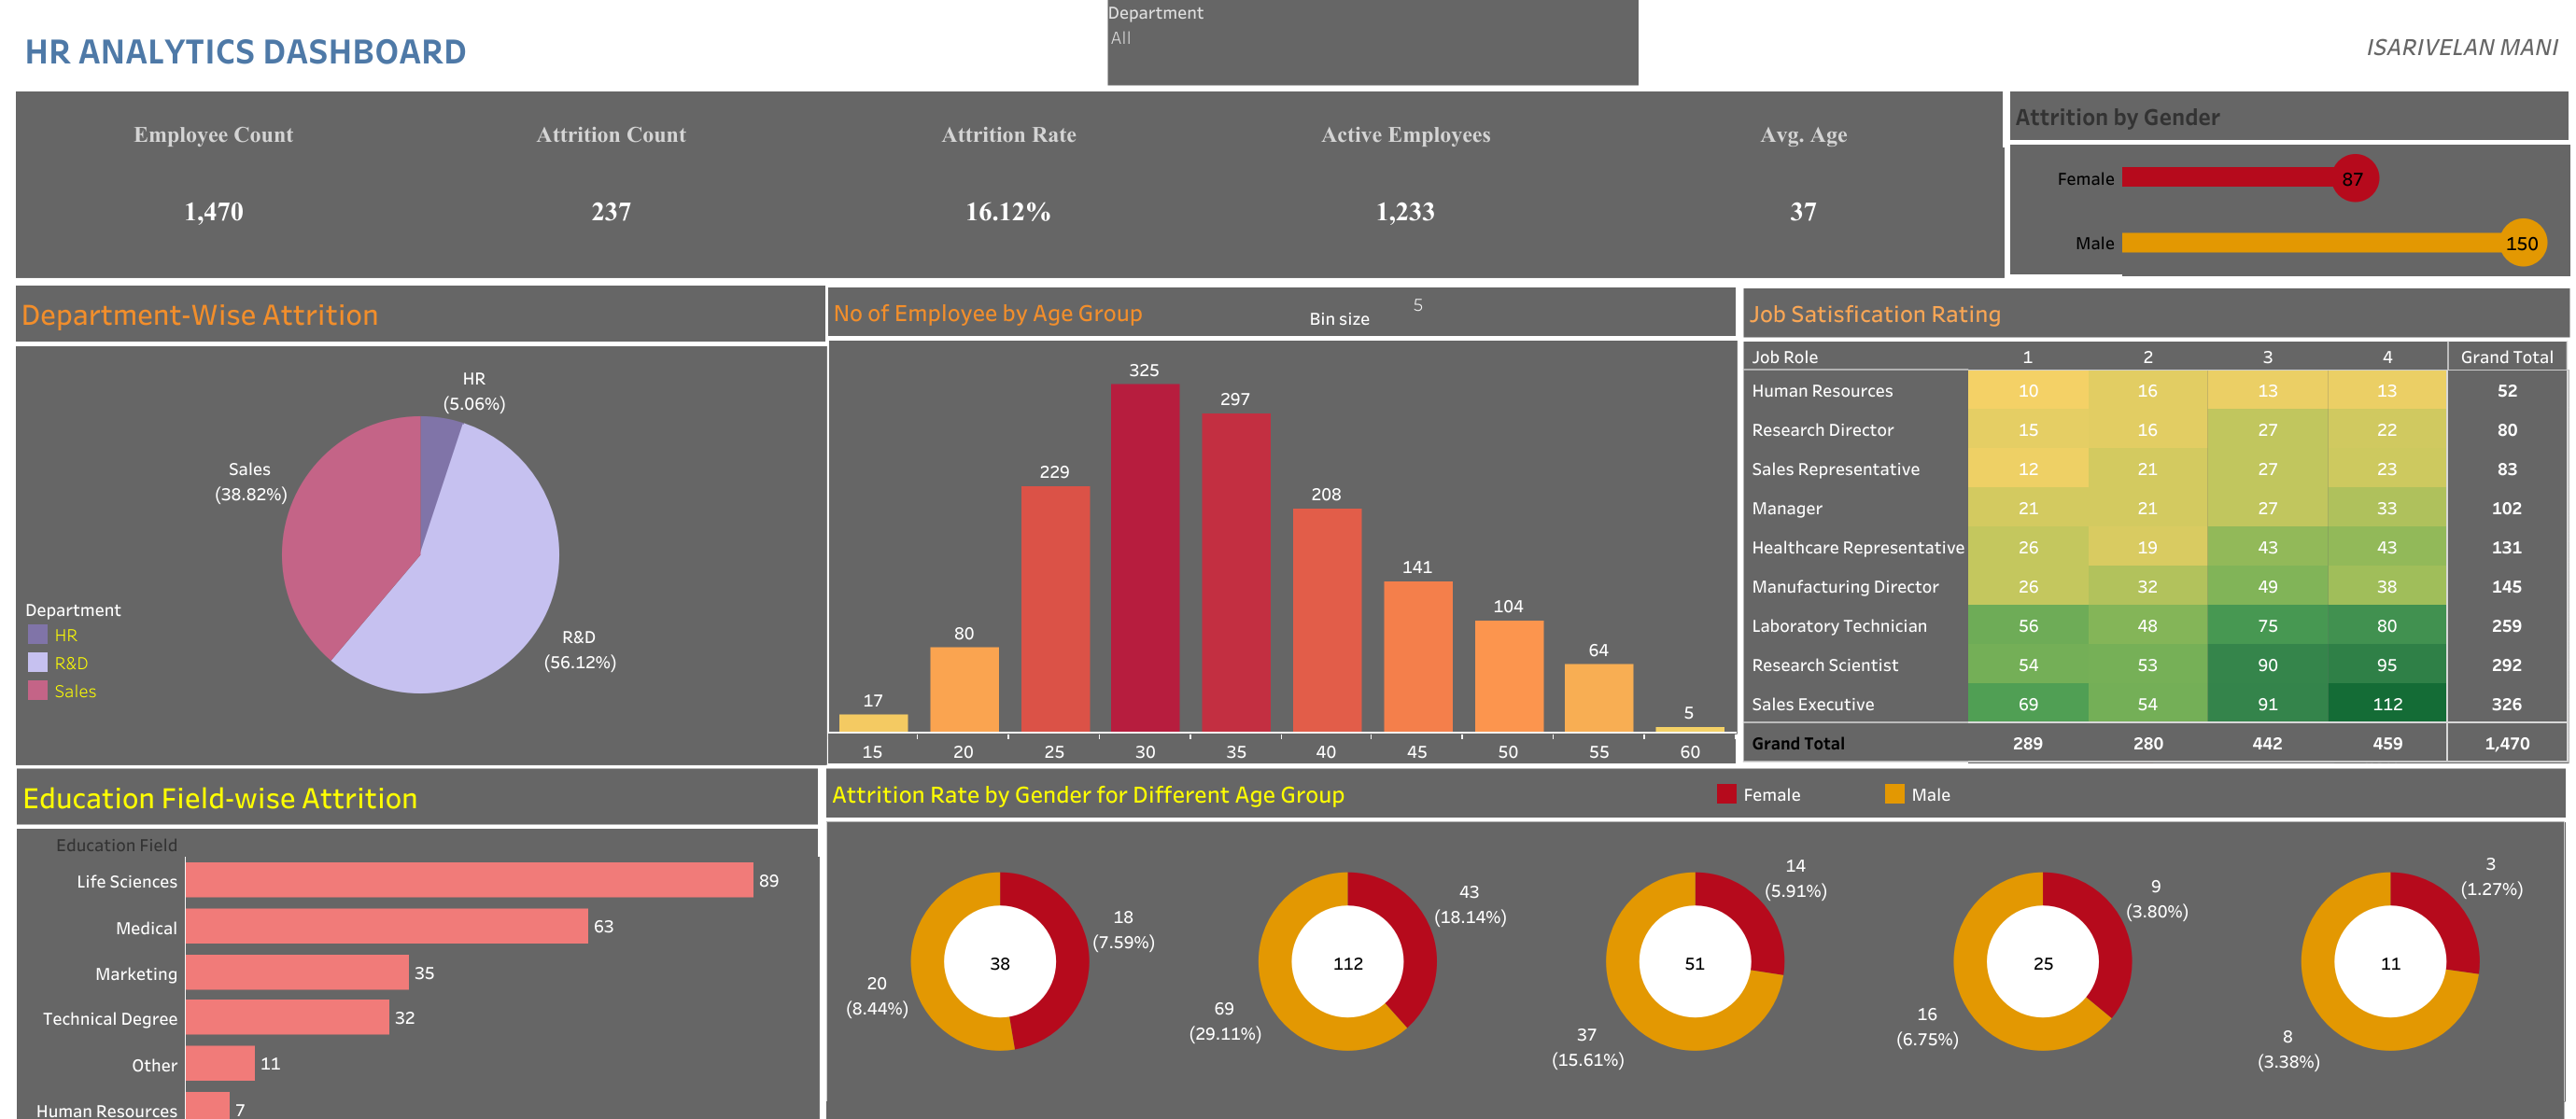 Department
All
HR ANALYTICS DASHBOARD
ISARIVELAN MANI
Employee Count
Attrition Count
Attrition Rate
Active Employees
Avg. Age
1,470
237
16.12%
1,233
37
Attrition by Gender
Female 87
Male 150
Department-Wise Attrition
HR
(5.06%)
Sales
(38.82%)
R&D
(56.12%)
Department
HR
R&D
Sales
No of Employee by Age Group
Bin size
5
17
80
229
325
297
208
141
104
64
5
15 20 25 30 35 40 45 50 55 60
Job Satisfication Rating
Job Role 1 2 3 4 Grand Total
Human Resources 10 16 13 13 52
Research Director 15 16 27 22 80
Sales Representative 12 21 27 23 83
Manager 21 21 27 33 102
Healthcare Representative 26 19 43 43 131
Manufacturing Director 26 32 49 38 145
Laboratory Technician 56 48 75 80 259
Research Scientist 54 53 90 95 292
Sales Executive 69 54 91 112 326
Grand Total 289 280 442 459 1,470
Education Field-wise Attrition
Education Field
Life Sciences 89
Medical 63
Marketing 35
Technical Degree 32
Other 11
Human Resources 7
Attrition Rate by Gender for Different Age Group
Female
Male
18
(7.59%)
38
20
(8.44%)
43
(18.14%)
112
69
(29.11%)
14
(5.91%)
51
37
(15.61%)
9
(3.80%)
25
16
(6.75%)
3
(1.27%)
11
8
(3.38%)